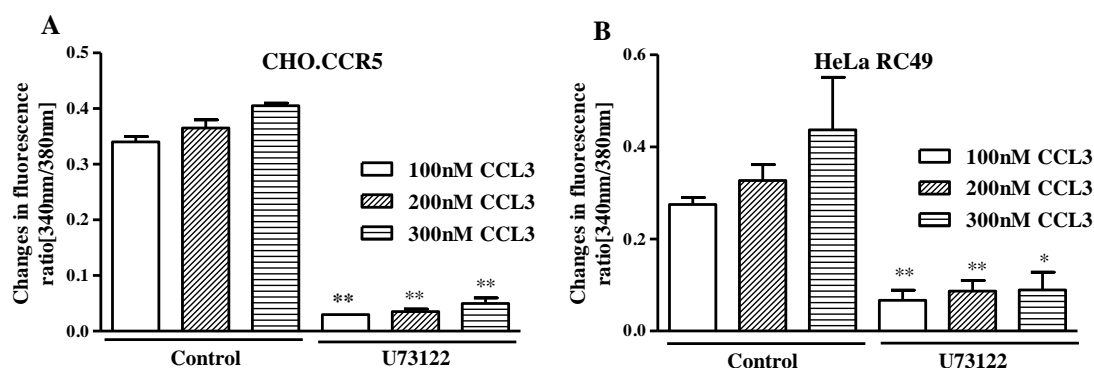 A
CHO.CCR5
Changes in fluorescence
ratio[340nm/380nm]
0.5
0.4
0.3
0.2
0.1
0.0
100nM CCL3
200nM CCL3
300nM CCL3
**
**
**
Control
U73122
B
HeLa RC49
Changes in fluorescence
ratio[340nm/380nm]
0.6
0.4
0.2
0.0
100nM CCL3
200nM CCL3
300nM CCL3
**
**
*
Control
U73122